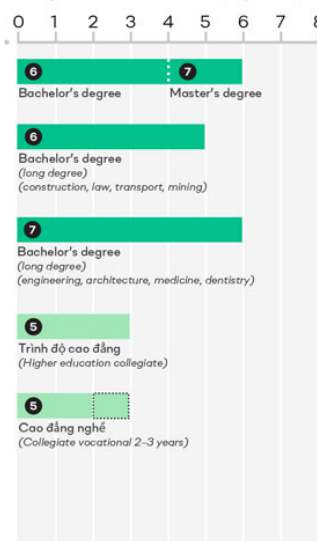 0 1 2 3 4 5 6 7 8
6 7
Bachelor's degree Master's degree
6
Bachelor's degree
(long degree)
(construction, law, transport, mining)
7
Bachelor's degree
(long degree)
(engineering, architecture, medicine, dentistry)
5
Trình độ cao đẳng
(Higher education collegiate)
5
Cao đẳng nghề
(Collegiate vocational 2–3 years)